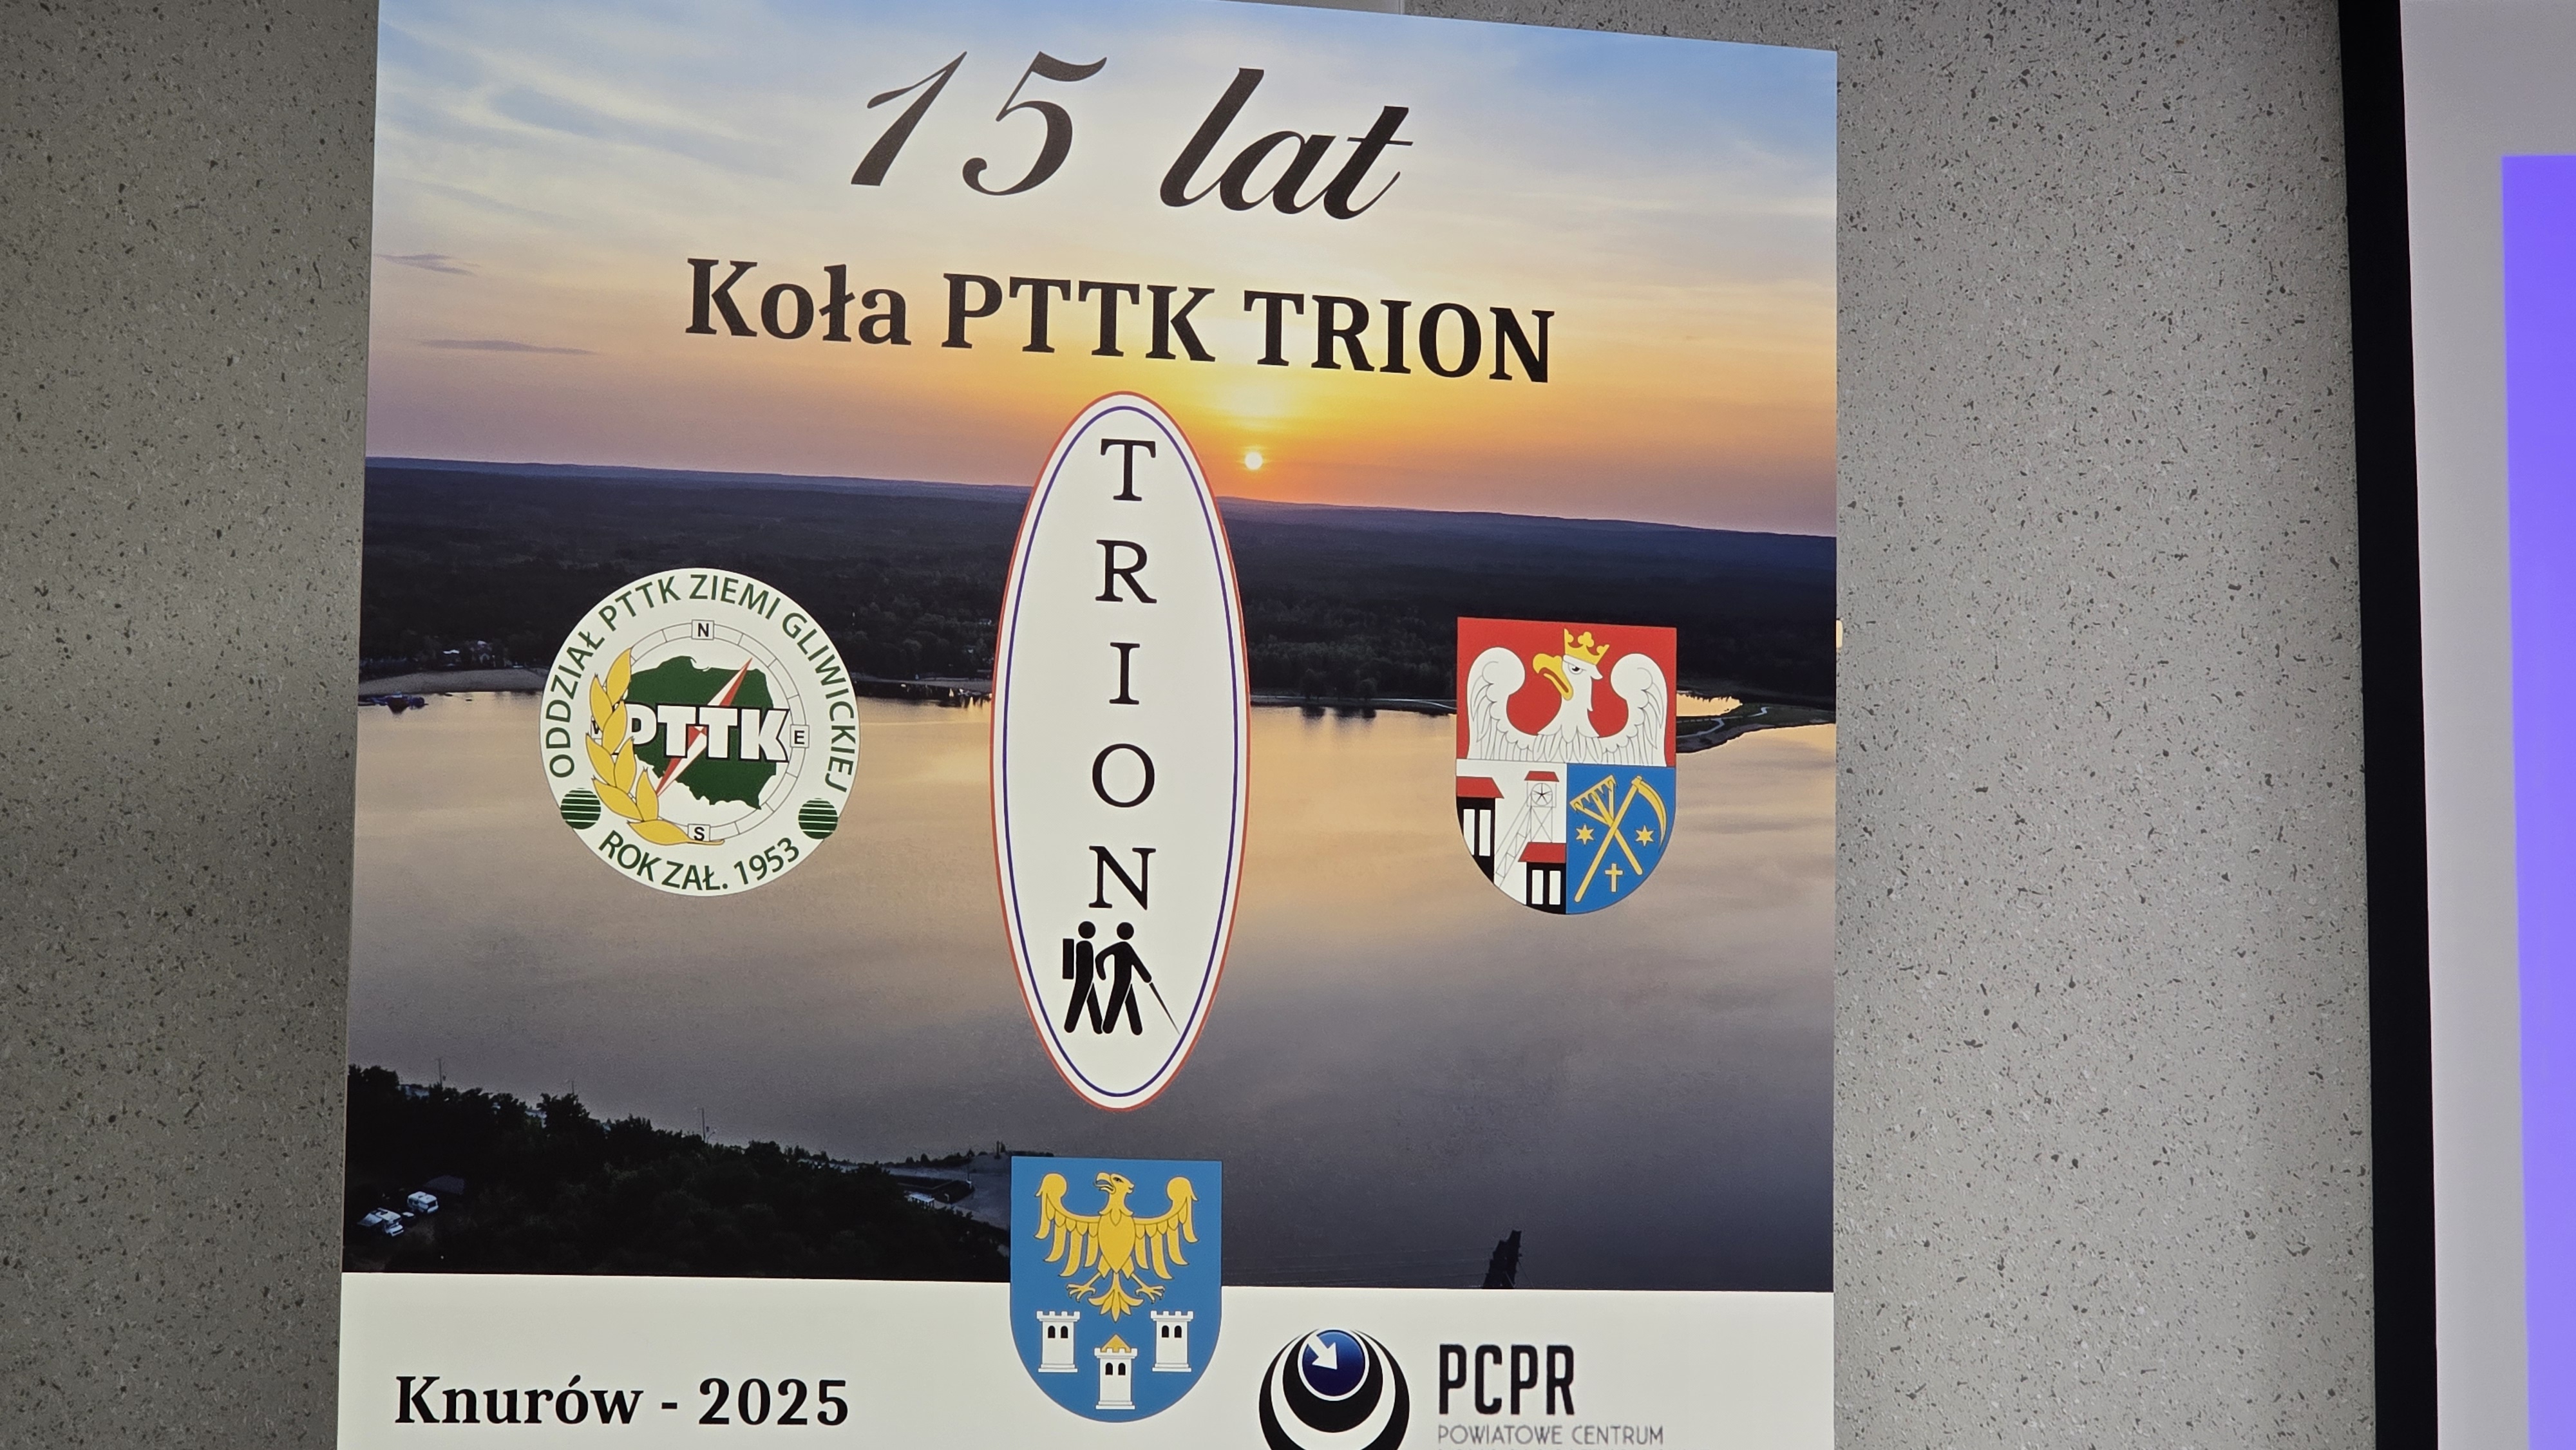 15 lat
Koła PTTK TRION
TRION
ODDZIAŁ PTTK ZIEMI GLIWICKIEJ
N
PTTK
E
S
ROK ZAŁ. 1953
Knurów - 2025
PCPR
POWIATOWE CENTRUM